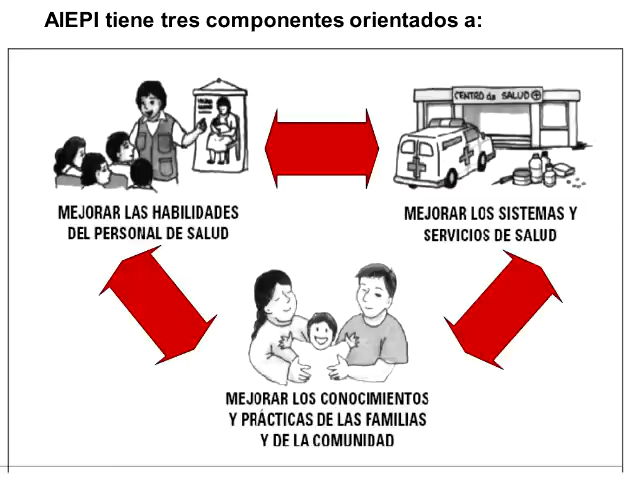 AIEPI tiene tres componentes orientados a:
CENTRO de SALUD
MEJORAR LAS HABILIDADES
DEL PERSONAL DE SALUD
MEJORAR LOS SISTEMAS Y
SERVICIOS DE SALUD
MEJORAR LOS CONOCIMIENTOS
Y PRÁCTICAS DE LAS FAMILIAS
Y DE LA COMUNIDAD